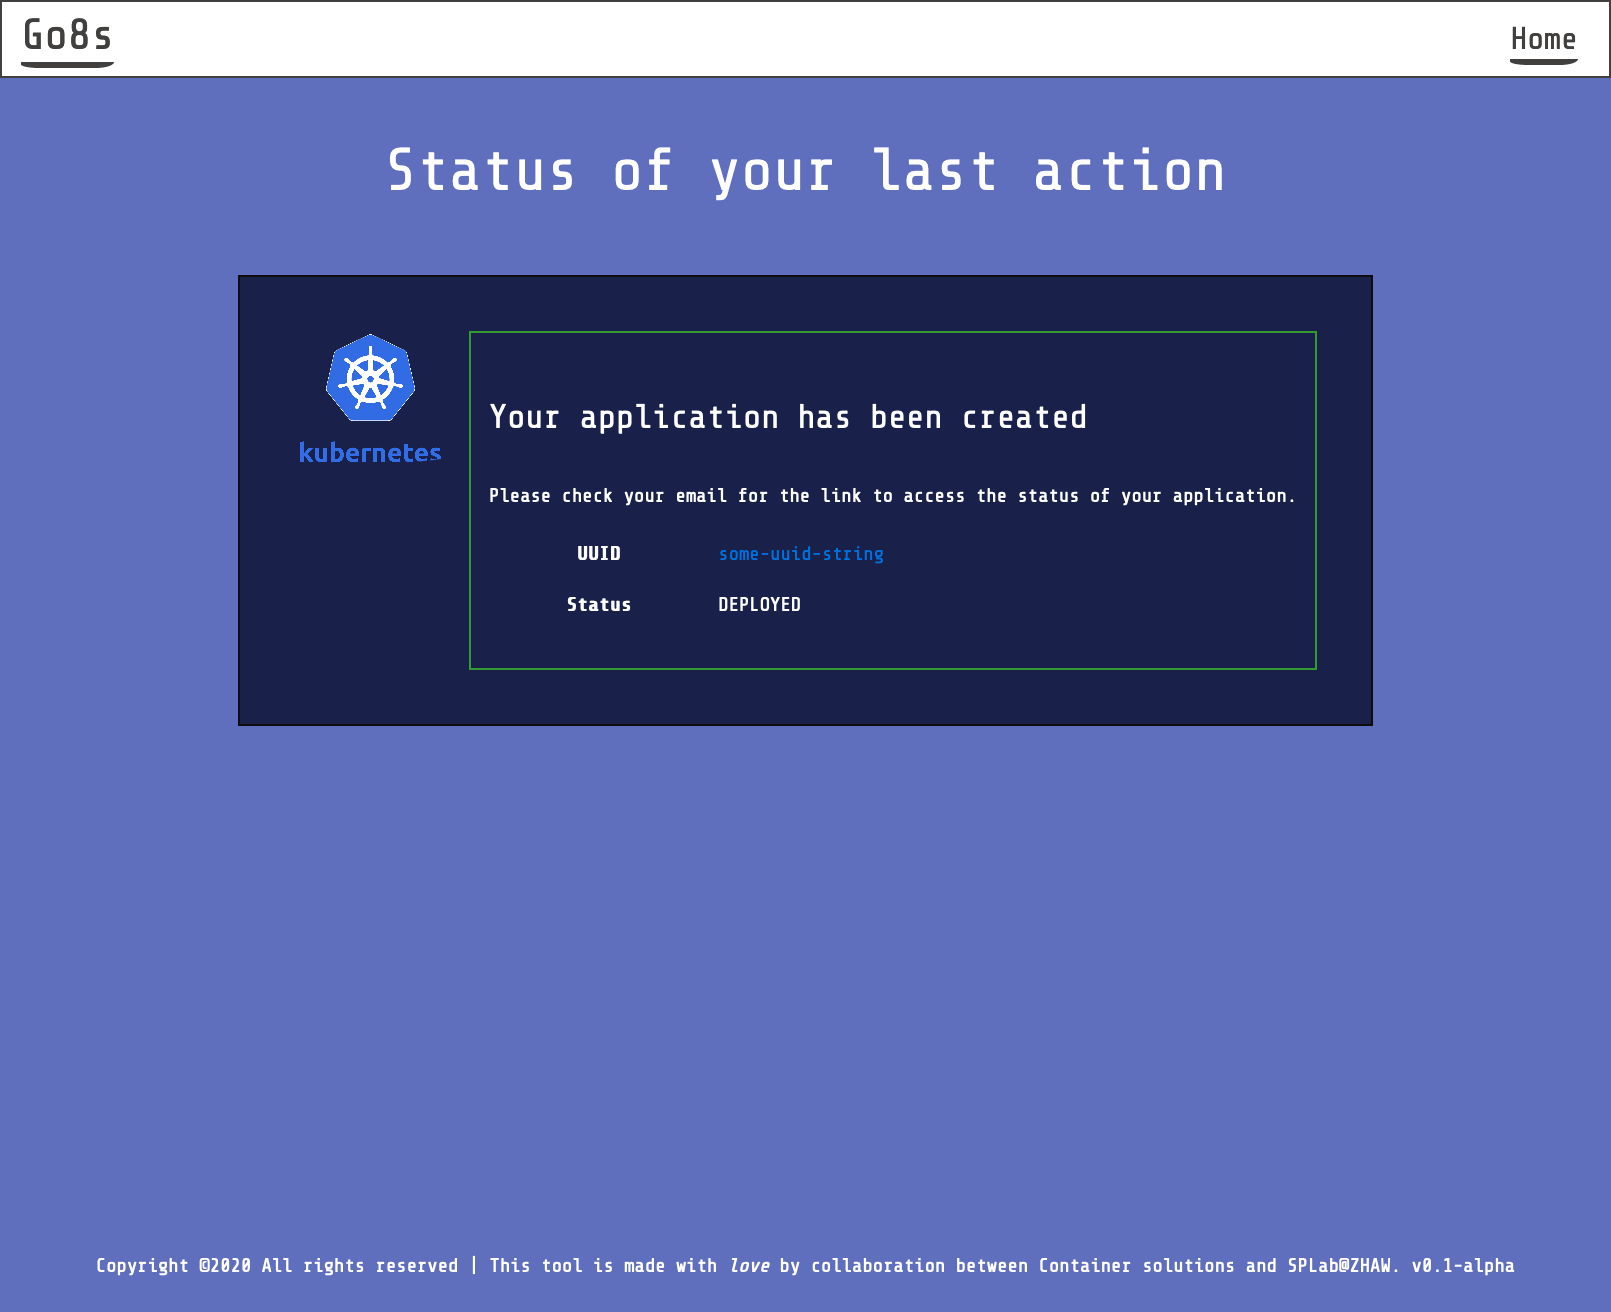 Go8s
Home
Status of your last action
kubernetes
Your application has been created
Please check your email for the link to access the status of your application.
UUID some-uuid-string
Status DEPLOYED
Copyright ©2020 All rights reserved | This tool is made with love by collaboration between Container solutions and SPLab@ZHAW. v0.1-alpha